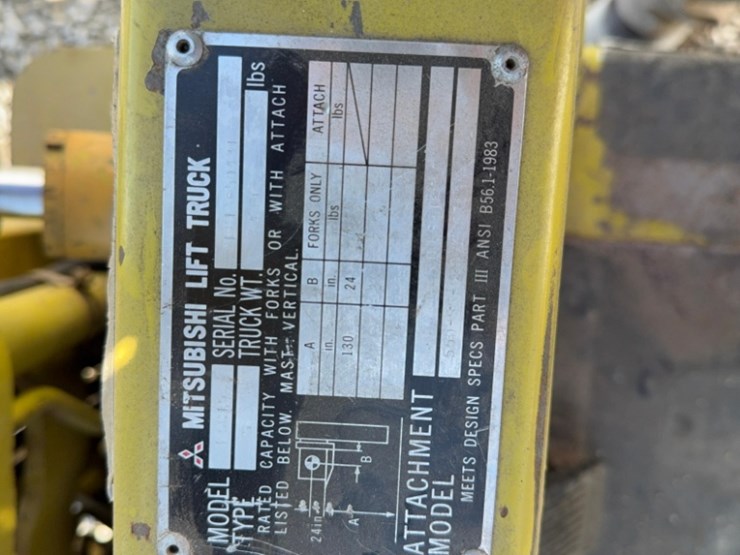 MITSUBISHI LIFT TRUCK
MODEL SERIAL No.
TYPE TRUCK WT. lbs
RATED CAPACITY WITH FORKS OR WITH ATTACH
LISTED BELOW. MAST VERTICAL.
A B FORKS ONLY ATTACH
in. in. lbs lbs
130 24
24in
A
B
ATTACHMENT
MODEL
MEETS DESIGN SPECS PART III ANSI B56.1-1983